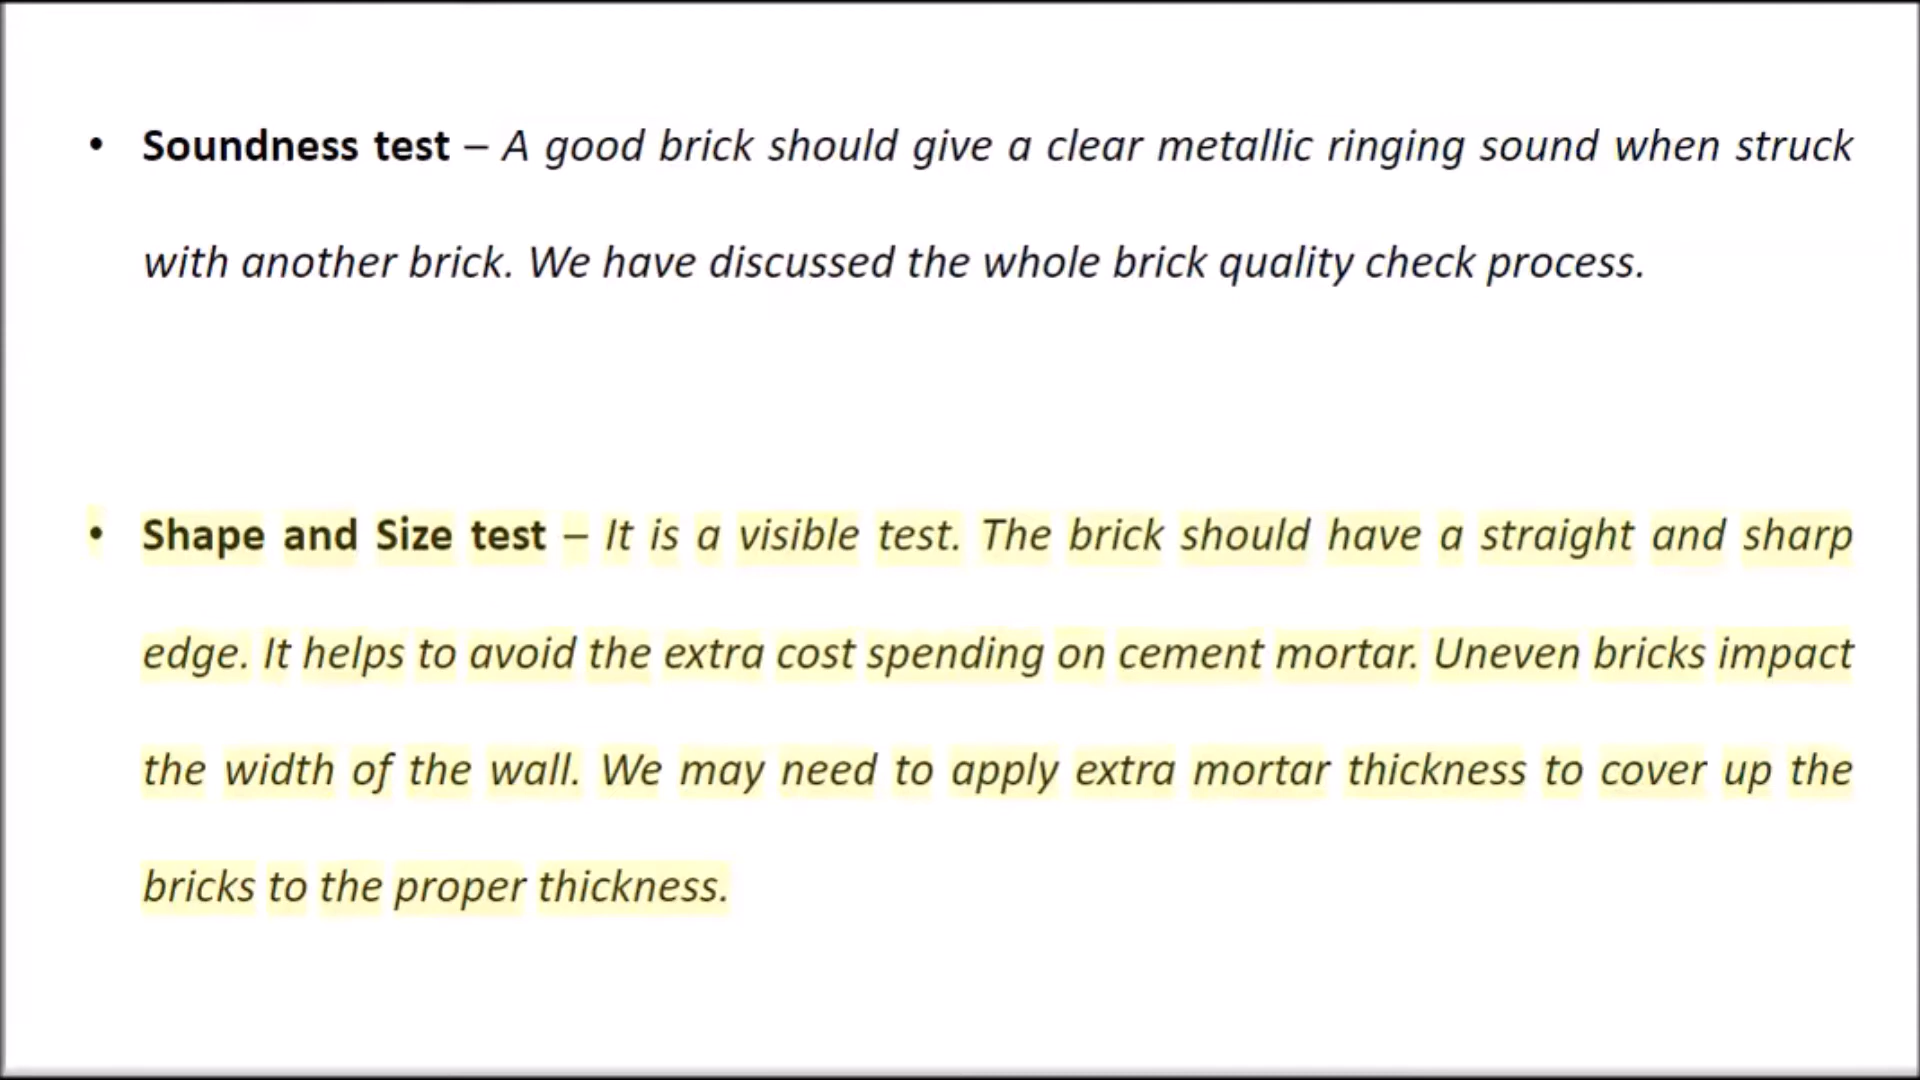 • Soundness test – A good brick should give a clear metallic ringing sound when struck
with another brick. We have discussed the whole brick quality check process.
• Shape and Size test – It is a visible test. The brick should have a straight and sharp
edge. It helps to avoid the extra cost spending on cement mortar. Uneven bricks impact
the width of the wall. We may need to apply extra mortar thickness to cover up the
bricks to the proper thickness.